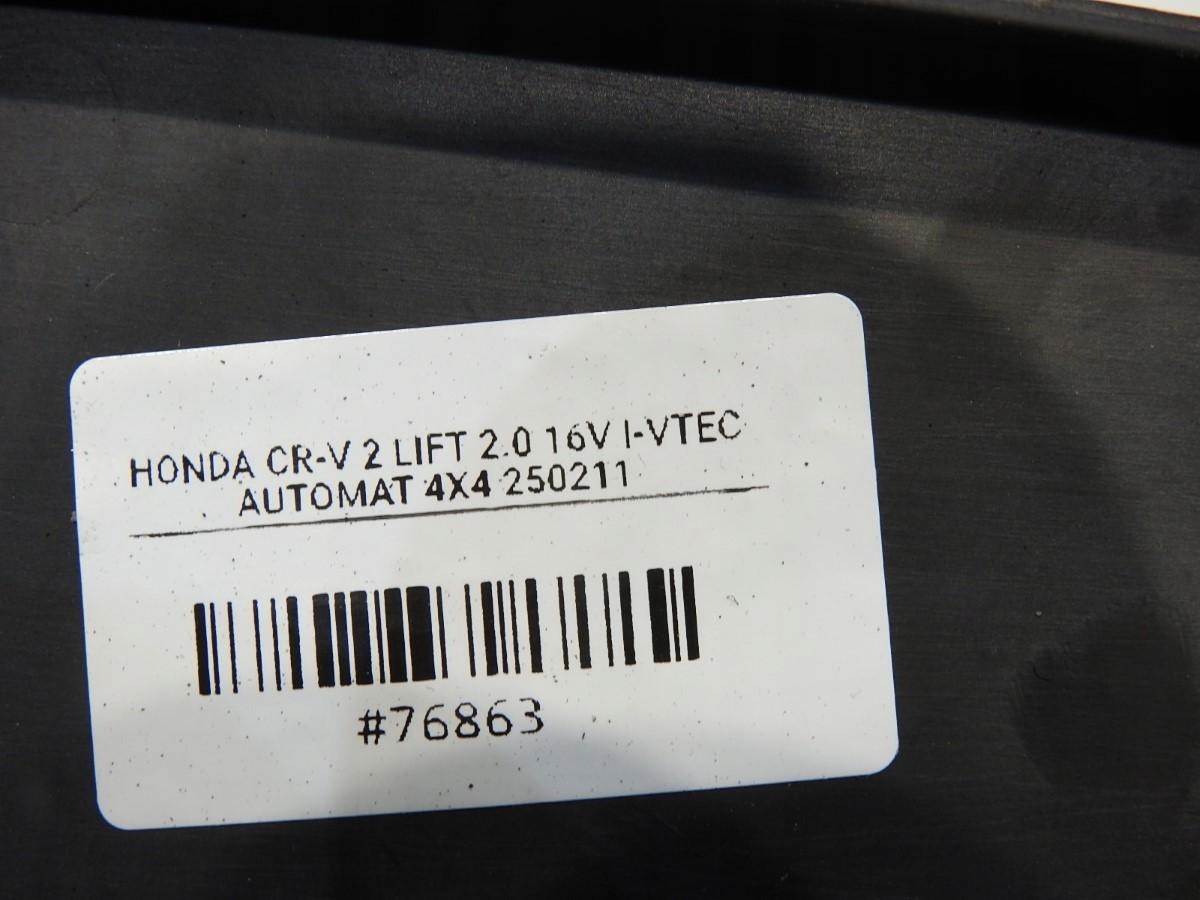 HONDA CR-V 2 LIFT 2.0 16V I-VTEC
AUTOMAT 4X4 250211
#76863